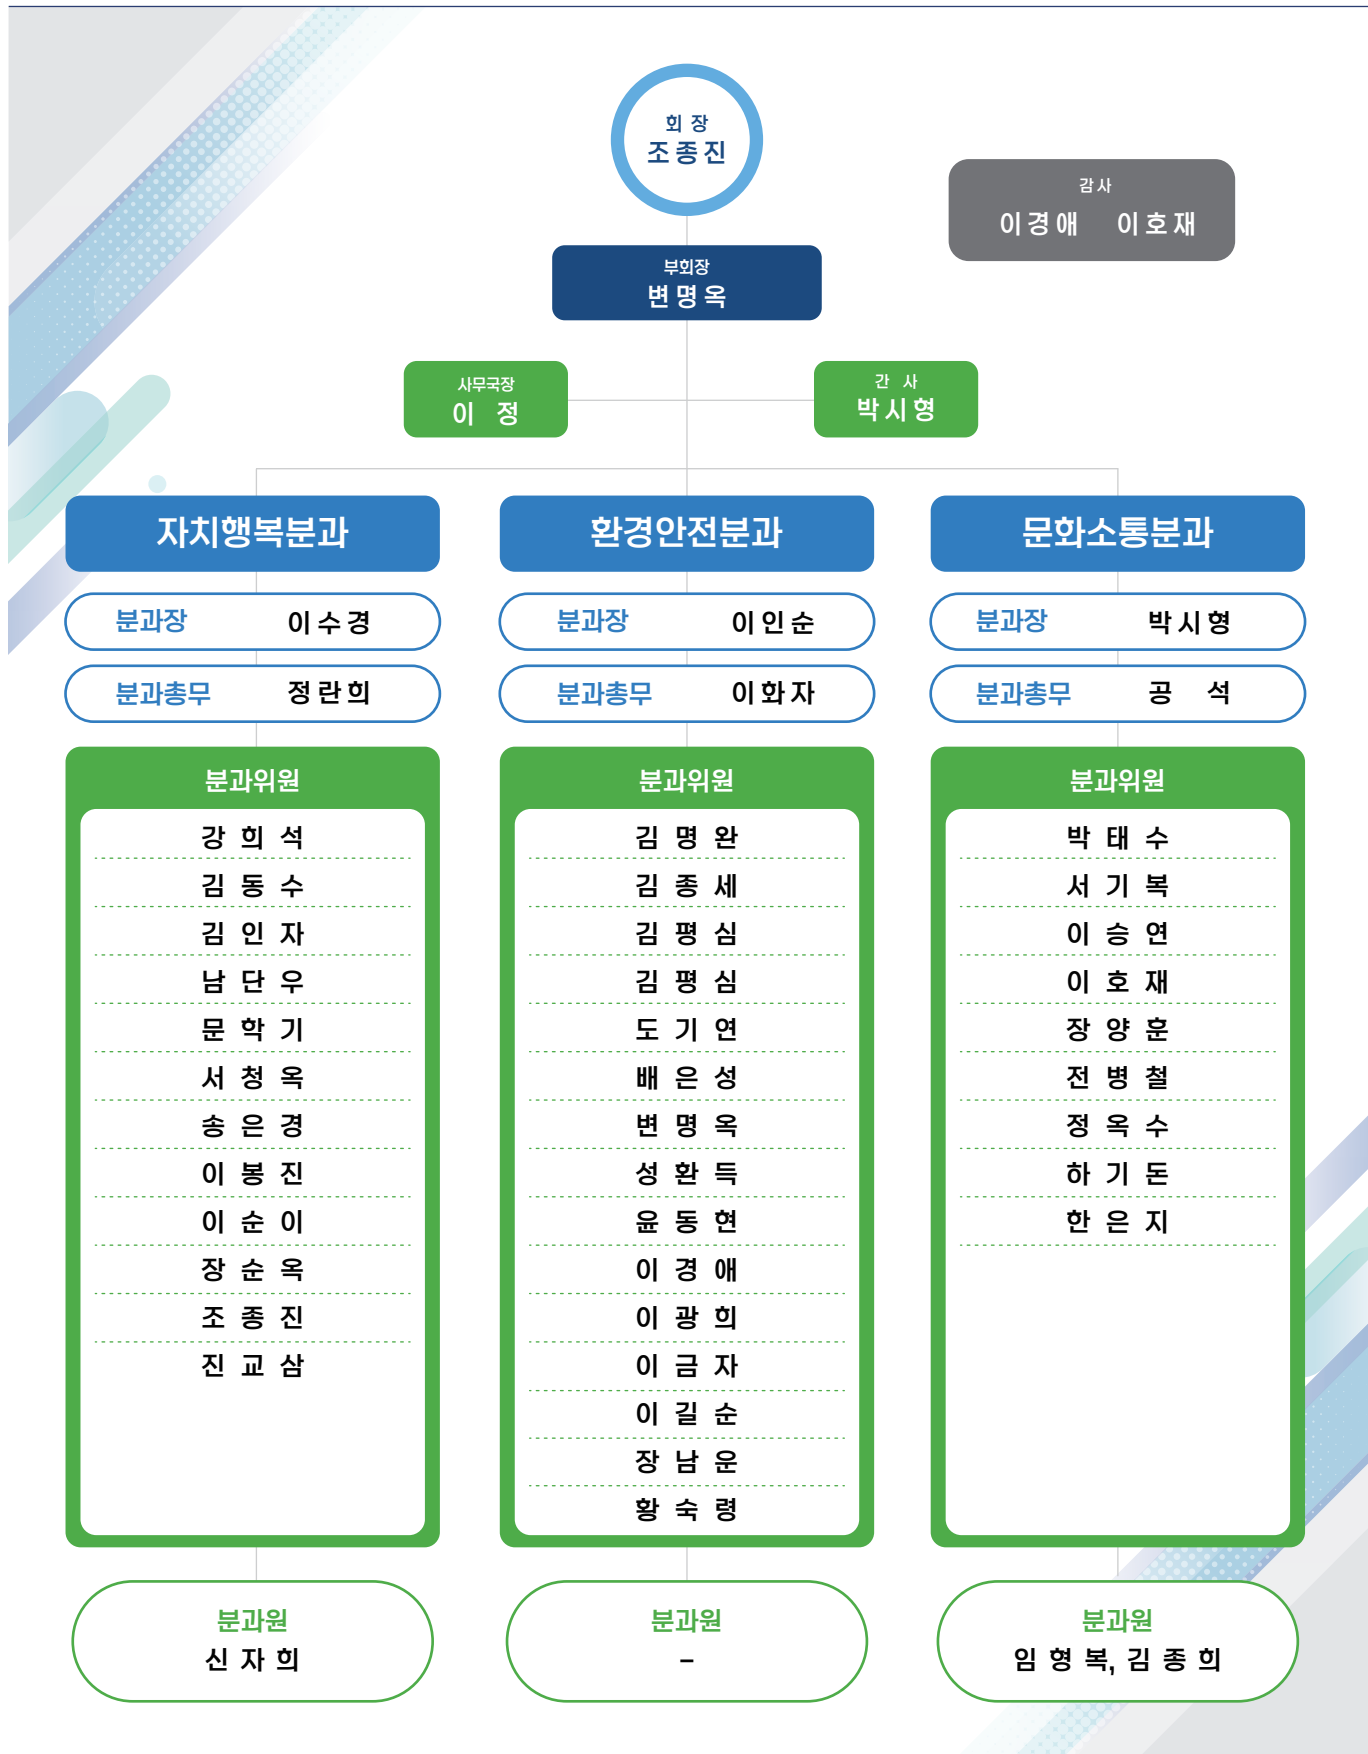 회 장
조종진
감사
이경애 이호재
부회장
변명옥
사무국장
이 정
간 사
박시형
자치행복분과
분과장 이수경
분과총무 정란희
분과위원
강희석
김동수
김인자
남단우
문학기
서청옥
송은경
이봉진
이순이
장순옥
조종진
진교삼
분과원
신자희
환경안전분과
분과장 이인순
분과총무 이화자
분과위원
김명완
김종세
김평심
김평심
도기연
배은성
변명옥
성환득
윤동현
이경애
이광희
이금자
이길순
장남운
황숙령
분과원
–
문화소통분과
분과장 박시형
분과총무 공 석
분과위원
박태수
서기복
이승연
이호재
장양훈
전병철
정옥수
하기돈
한은지
분과원
임형복, 김종희